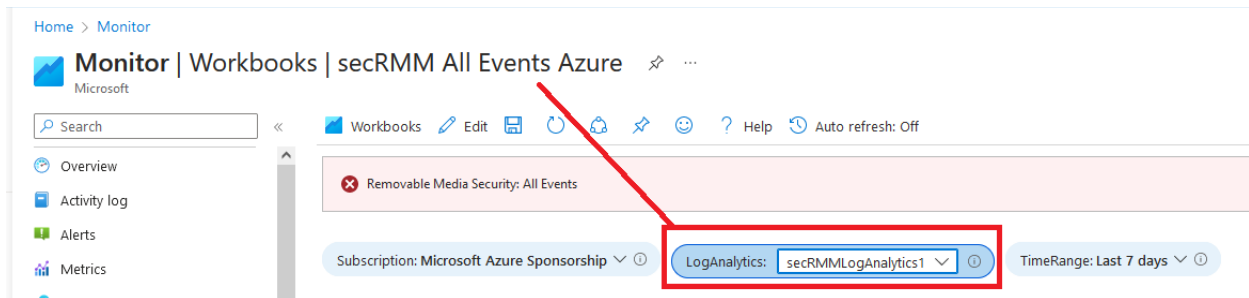 Home > Monitor
Monitor | Workbooks | secRMM All Events Azure ...
Microsoft
Search «
Workbooks Edit ? Help Auto refresh: Off
Overview
Removable Media Security: All Events
Activity log
Alerts
Subscription: Microsoft Azure Sponsorship LogAnalytics: secRMMLogAnalytics1 TimeRange: Last 7 days
Metrics